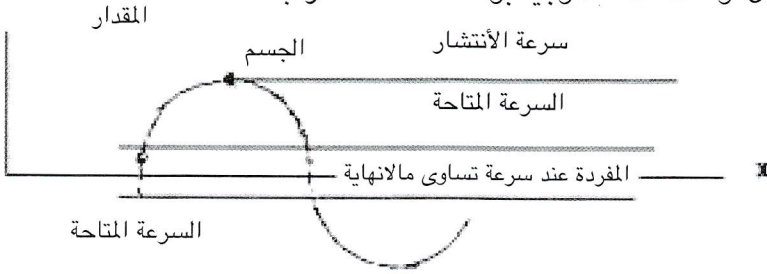 المقدار
سرعة الأنتشار
الجسم
السرعة المتاحة
المفردة عند سرعة تساوى مالانهاية
السرعة المتاحة